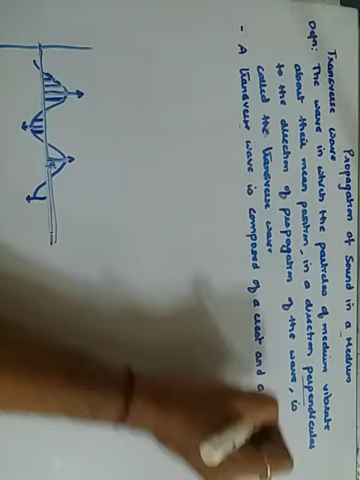 Propagation of Sound in a Medium
Transverse wave
Defn: The wave in which the particles of medium vibrate
about their mean position, in a direction perpendicular
to the direction of propagation of the wave, is
called the transverse wave
- A transverse wave is composed of a crest and a